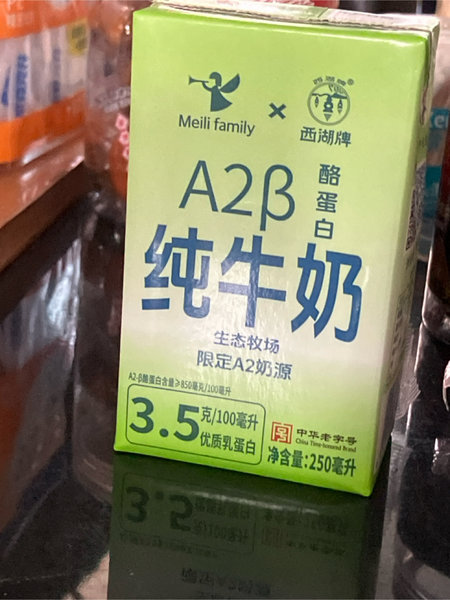 Meili family
×
西湖牌
A2β
酪蛋白
纯牛奶
生态牧场
限定A2奶源
A2-β酪蛋白含量≥850毫克/100毫升
3.5克/100毫升
优质乳蛋白
中华老字号
China Time-honored Brand
净含量:250毫升